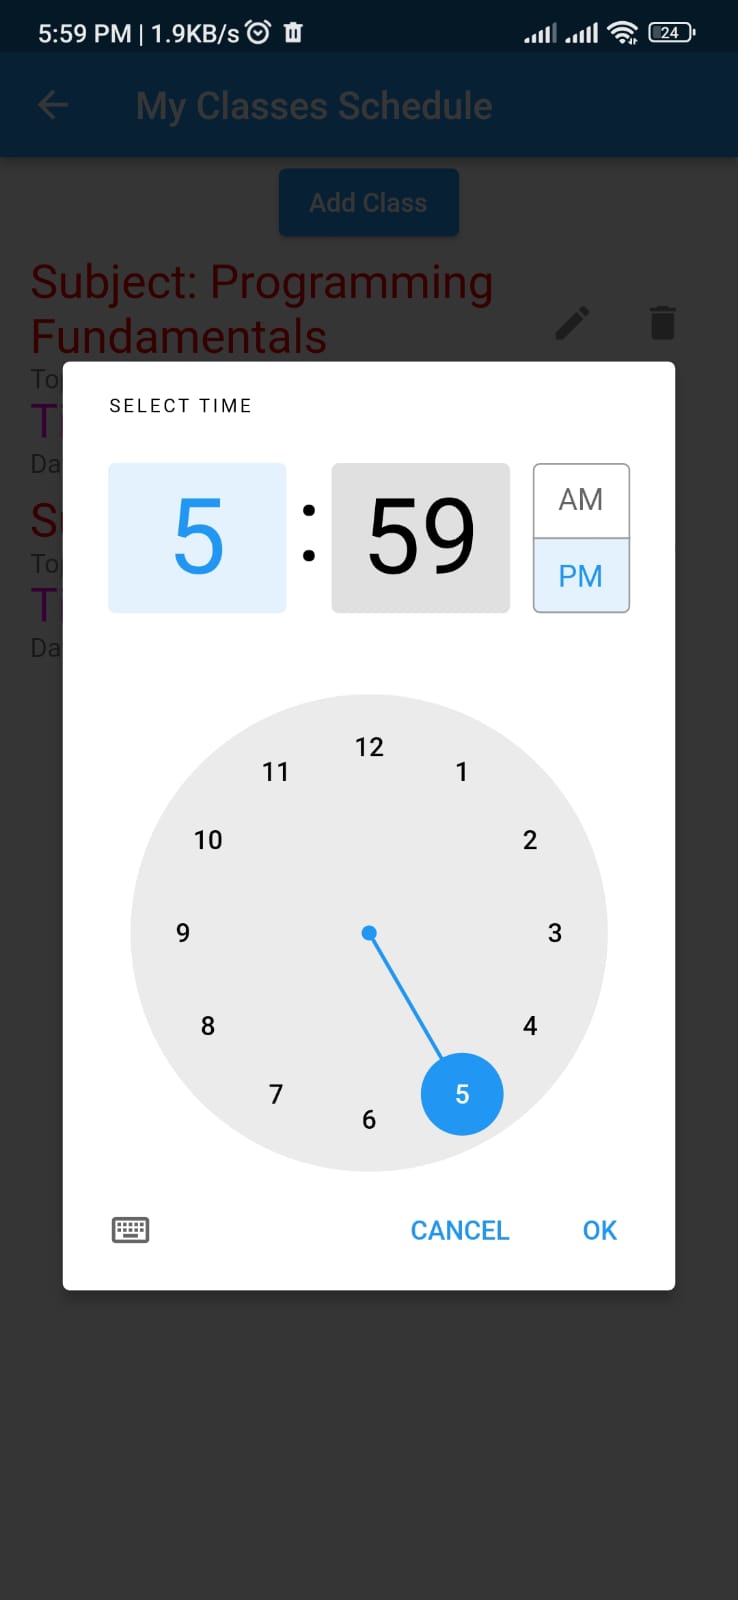 5:59 PM | 1.9KB/s
24
My Classes Schedule
Add Class
Subject: Programming
Fundamentals
SELECT TIME
5 : 59
AM
PM
12
11
1
10
2
9
3
8
4
7
5
6
CANCEL OK